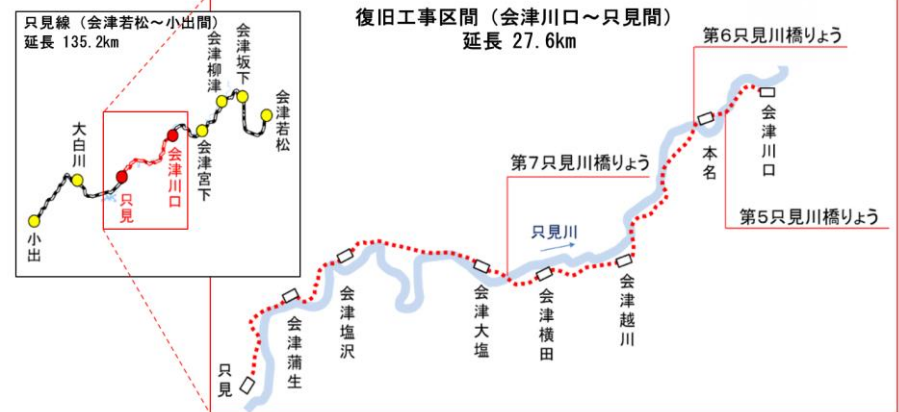 只見線（会津若松～小出間）
延長 135.2km
会津柳津
会津坂下
会津若松
大白川
会津宮下
会津川口
只見
小出
復旧工事区間（会津川口～只見間）
延長 27.6km
第６只見川橋りょう
会津川口
本名
第７只見川橋りょう
第５只見川橋りょう
只見川
会津越川
会津横田
会津大塩
会津塩沢
会津蒲生
只見